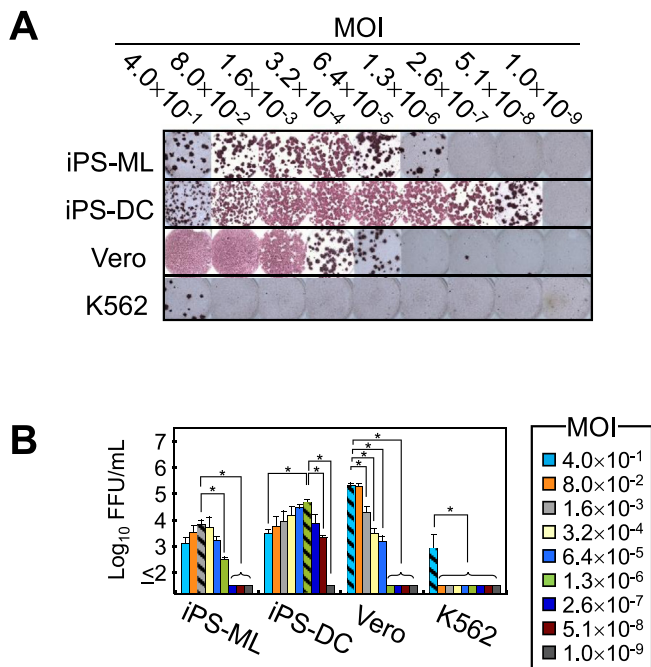 A
MOI
4.0×10-1
8.0×10-2
1.6×10-3
3.2×10-4
6.4×10-5
1.3×10-6
2.6×10-7
5.1×10-8
1.0×10-9
iPS-ML
iPS-DC
Vero
K562
B
Log10 FFU/mL
7
6
5
4
3
≤2
* * * * * * * * * *
iPS-ML
iPS-DC
Vero
K562
MOI
4.0×10-1
8.0×10-2
1.6×10-3
3.2×10-4
6.4×10-5
1.3×10-6
2.6×10-7
5.1×10-8
1.0×10-9